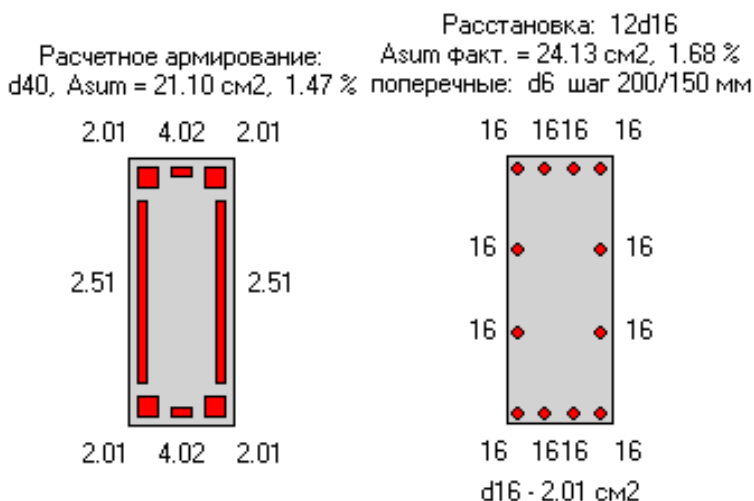 Расчетное армирование:
d40, Asum = 21.10 см2, 1.47 %
2.01 4.02 2.01
2.51 2.51
2.01 4.02 2.01
Расстановка: 12d16
Asum Факт. = 24.13 см2, 1.68 %
поперечные: d6 шаг 200/150 мм
16 1616 16
16 16
16 16
16 1616 16
d16 - 2.01 см2